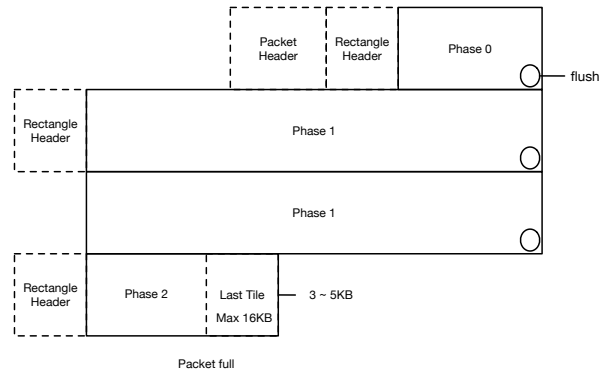 Packet
Header
Rectangle
Header
Phase 0
flush
Rectangle
Header
Phase 1
Phase 1
Rectangle
Header
Phase 2
Last Tile
Max 16KB
3 ~ 5KB
Packet full